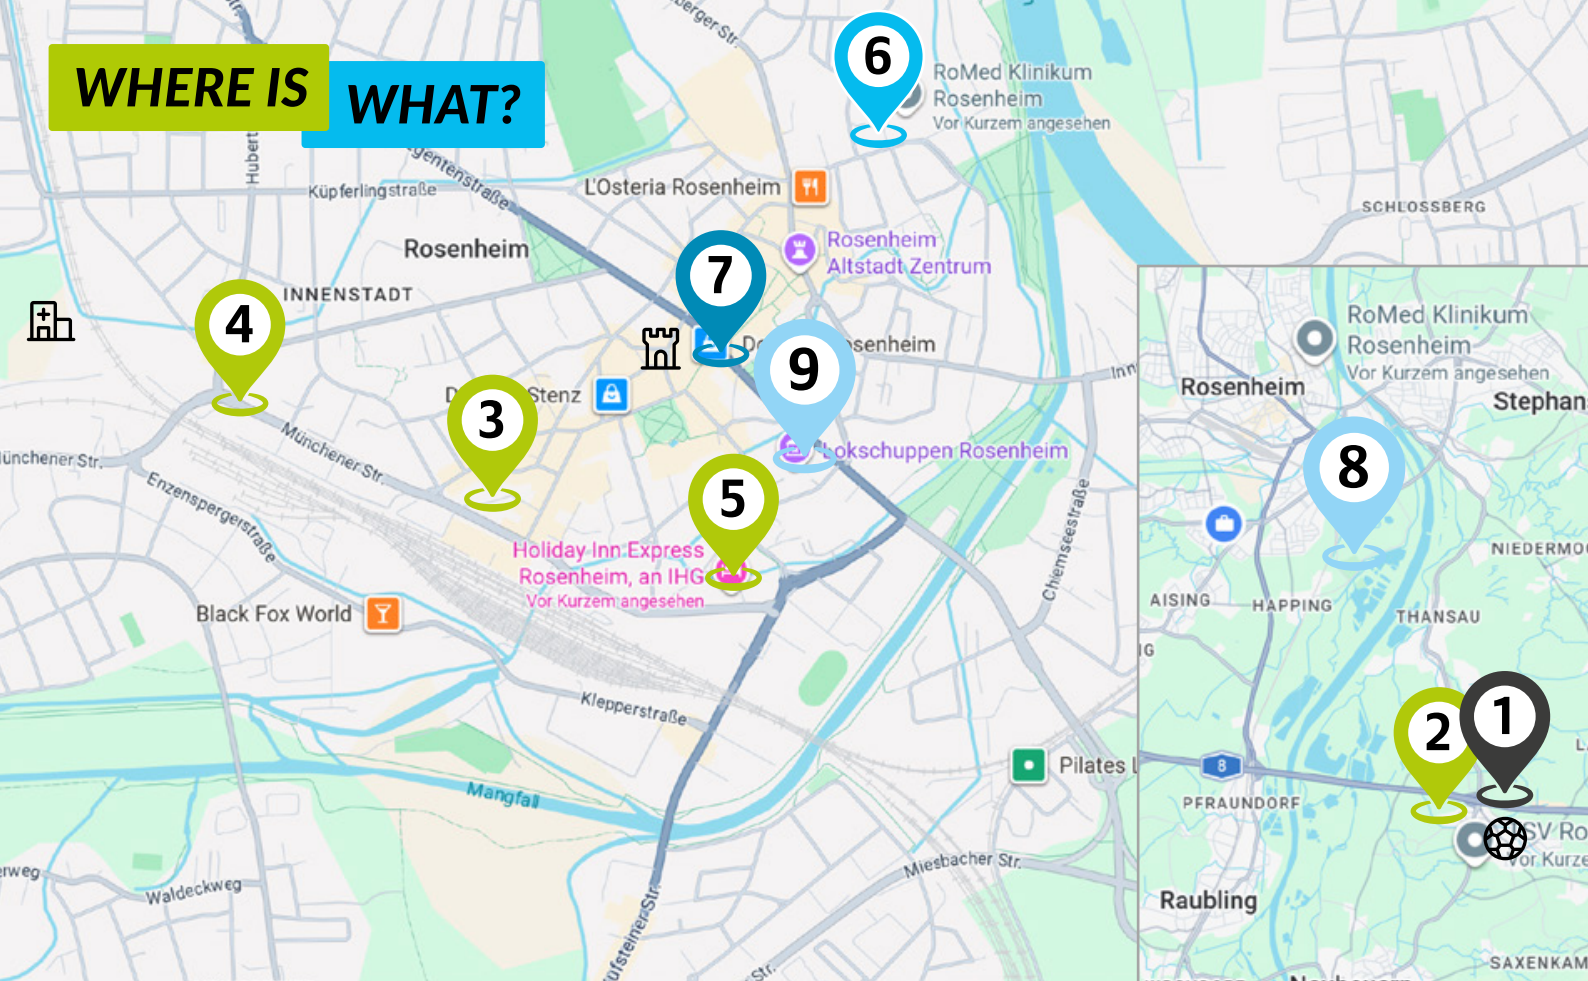 WHERE IS
WHAT?
6
RoMed Klinikum
Rosenheim
Vor Kurzem angesehen
Küpferlingstraße
L'Osteria Rosenheim
SCHLOSSBERG
Rosenheim
Rosenheim
Altstadt Zentrum
7
INNENSTADT
4
9
Stenz
3
Münchener Str.
Lokschuppen Rosenheim
Enzenspergerstraße
5
Holiday Inn Express
Rosenheim, an IHG
Vor Kurzem angesehen
Chiemseestraße
Black Fox World
Klepperstraße
Pilates
Mangfall
Miesbacher Str.
Waldeckweg
Str.
RoMed Klinikum
Rosenheim
Vor Kurzem angesehen
Rosenheim
Stephan
8
AISING
HAPPING
THANSAU
NIEDERMO
1
2
8
PFRAUNDORF
SV Ro
Vor Kurze
Raubling
SAXENKAM